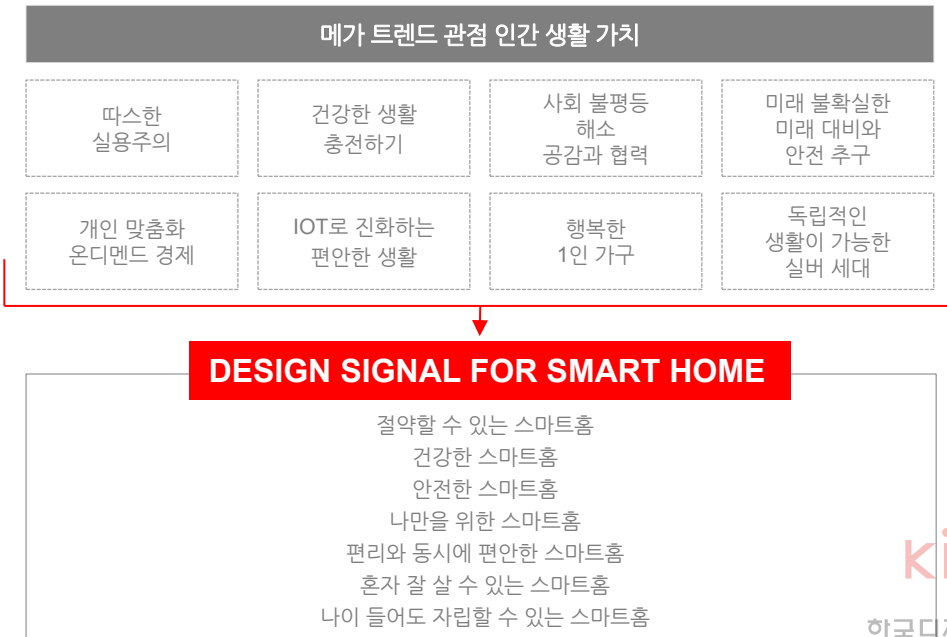 메가 트렌드 관점 인간 생활 가치
따스한
실용주의
건강한 생활
충전하기
사회 불평등
해소
공감과 협력
미래 불확실한
미래 대비와
안전 추구
개인 맞춤화
온디멘드 경제
IOT로 진화하는
편안한 생활
행복한
1인 가구
독립적인
생활이 가능한
실버 세대
DESIGN SIGNAL FOR SMART HOME
절약할 수 있는 스마트홈
건강한 스마트홈
안전한 스마트홈
나만을 위한 스마트홈
편리와 동시에 편안한 스마트홈
혼자 잘 살 수 있는 스마트홈
나이 들어도 자립할 수 있는 스마트홈